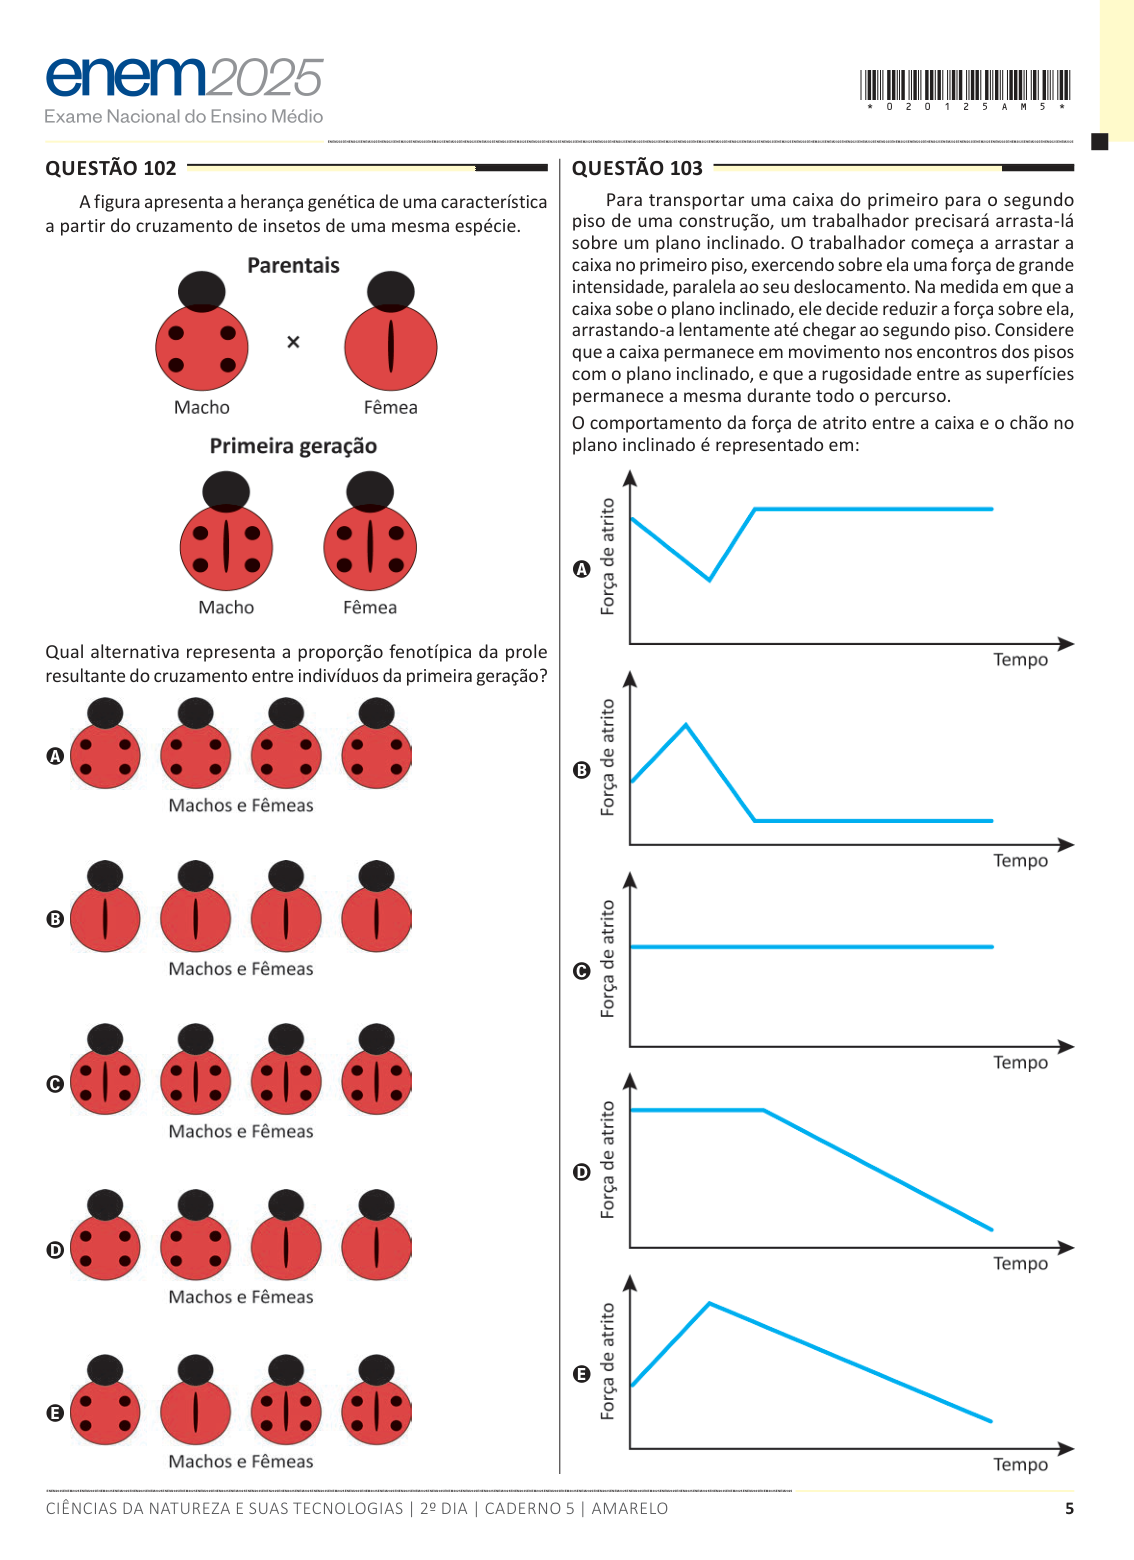 enem2025
Exame Nacional do Ensino Médio
*020125AM5*
QUESTÃO 102
A figura apresenta a herança genética de uma característica
a partir do cruzamento de insetos de uma mesma espécie.
Parentais
×
Macho
Fêmea
Primeira geração
Macho
Fêmea
Qual alternativa representa a proporção fenotípica da prole
resultante do cruzamento entre indivíduos da primeira geração?
A
Machos e Fêmeas
B
Machos e Fêmeas
C
Machos e Fêmeas
D
Machos e Fêmeas
E
Machos e Fêmeas
QUESTÃO 103
Para transportar uma caixa do primeiro para o segundo
piso de uma construção, um trabalhador precisará arrasta-lá
sobre um plano inclinado. O trabalhador começa a arrastar a
caixa no primeiro piso, exercendo sobre ela uma força de grande
intensidade, paralela ao seu deslocamento. Na medida em que a
caixa sobe o plano inclinado, ele decide reduzir a força sobre ela,
arrastando-a lentamente até chegar ao segundo piso. Considere
que a caixa permanece em movimento nos encontros dos pisos
com o plano inclinado, e que a rugosidade entre as superfícies
permanece a mesma durante todo o percurso.
O comportamento da força de atrito entre a caixa e o chão no
plano inclinado é representado em:
A
Força de atrito
Tempo
B
Força de atrito
Tempo
C
Força de atrito
Tempo
D
Força de atrito
Tempo
E
Força de atrito
Tempo
CIÊNCIAS DA NATUREZA E SUAS TECNOLOGIAS | 2º DIA | CADERNO 5 | AMARELO
5